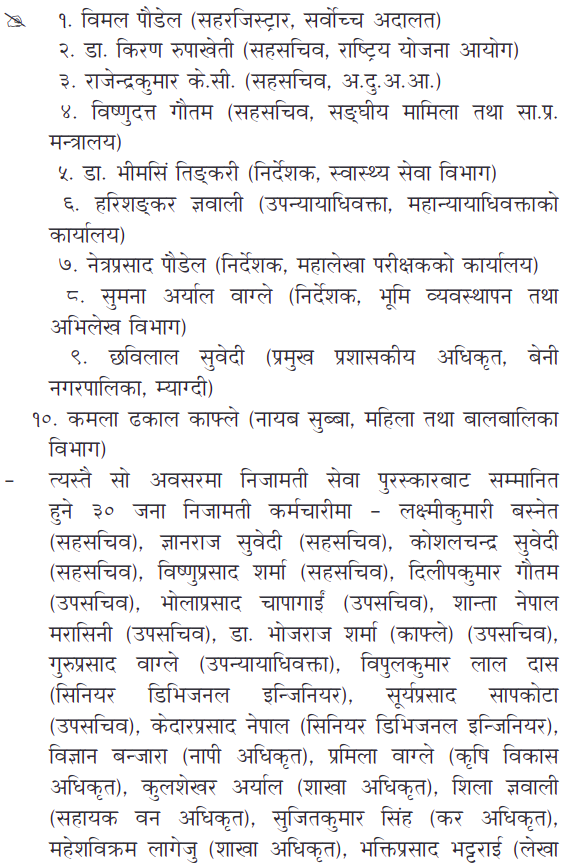 १. विमल पौडेल (सहरजिस्ट्रार, सर्वोच्च अदालत)
२. डा. किरण रुपाखेती (सहसचिव, राष्ट्रिय योजना आयोग)
३. राजेन्द्रकुमार के.सी. (सहसचिव, अ.दु.अ.आ.)
४. विष्णुदत्त गौतम (सहसचिव, सङ्घीय मामिला तथा सा.प्र.
मन्त्रालय)
५. डा. भीमसिं तिङ्करी (निर्देशक, स्वास्थ्य सेवा विभाग)
६. हरिशङ्कर ज्ञवाली (उपन्यायाधिवक्ता, महान्यायाधिवक्ताको
कार्यालय)
७. नेत्रप्रसाद पौडेल (निर्देशक, महालेखा परीक्षकको कार्यालय)
८. सुमना अर्याल वाग्ले (निर्देशक, भूमि व्यवस्थापन तथा
अभिलेख विभाग)
९. छविलाल सुवेदी (प्रमुख प्रशासकीय अधिकृत, बेनी
नगरपालिका, म्याग्दी)
१०. कमला ढकाल काफ्ले (नायब सुब्बा, महिला तथा बालबालिका
विभाग)
– त्यस्तै सो अवसरमा निजामती सेवा पुरस्कारबाट सम्मानित
हुने ३० जना निजामती कर्मचारीमा – लक्ष्मीकुमारी बस्नेत
(सहसचिव), ज्ञानराज सुवेदी (सहसचिव), कोशलचन्द्र सुवेदी
(सहसचिव), विष्णुप्रसाद शर्मा (सहसचिव), दिलीपकुमार गौतम
(उपसचिव), भोलाप्रसाद चापागाईं (उपसचिव), शान्ता नेपाल
मरासिनी (उपसचिव), डा. भोजराज शर्मा (काफ्ले) (उपसचिव),
गुरुप्रसाद वाग्ले (उपन्यायाधिवक्ता), विपुलकुमार लाल दास
(सिनियर डिभिजनल इन्जिनियर), सूर्यप्रसाद सापकोटा
(उपसचिव), केदारप्रसाद नेपाल (सिनियर डिभिजनल इन्जिनियर),
विज्ञान बन्जारा (नापी अधिकृत), प्रमिला वाग्ले (कृषि विकास
अधिकृत), कुलशेखर अर्याल (शाखा अधिकृत), शिला ज्ञवाली
(सहायक वन अधिकृत), सुजितकुमार सिंह (कर अधिकृत),
महेशविक्रम लागेजु (शाखा अधिकृत), भक्तिप्रसाद भट्टराई (लेखा